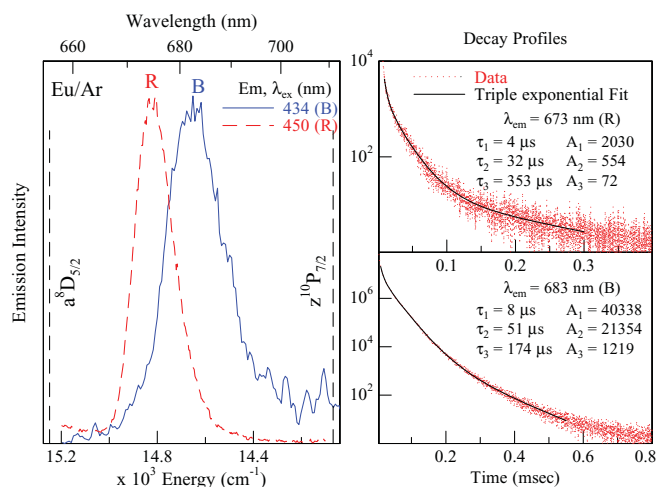 Wavelength (nm)
660 680 700
Eu/Ar
R
B
Em, λex (nm)
434 (B)
450 (R)
a⁸D5/2
z¹⁰P7/2
Emission Intensity
15.2 14.8 14.4
x 10³ Energy (cm⁻¹)
Decay Profiles
10⁴
10²
Data
Triple exponential Fit
λem = 673 nm (R)
τ1 = 4 μs A1 = 2030
τ2 = 32 μs A2 = 554
τ3 = 353 μs A3 = 72
0.1 0.3 0.3
10⁶
10⁴
10²
λem = 683 nm (B)
τ1 = 8 μs A1 = 40338
τ2 = 51 μs A2 = 21354
τ3 = 174 μs A3 = 1219
0.0 0.2 0.4 0.6 0.8
Time (msec)